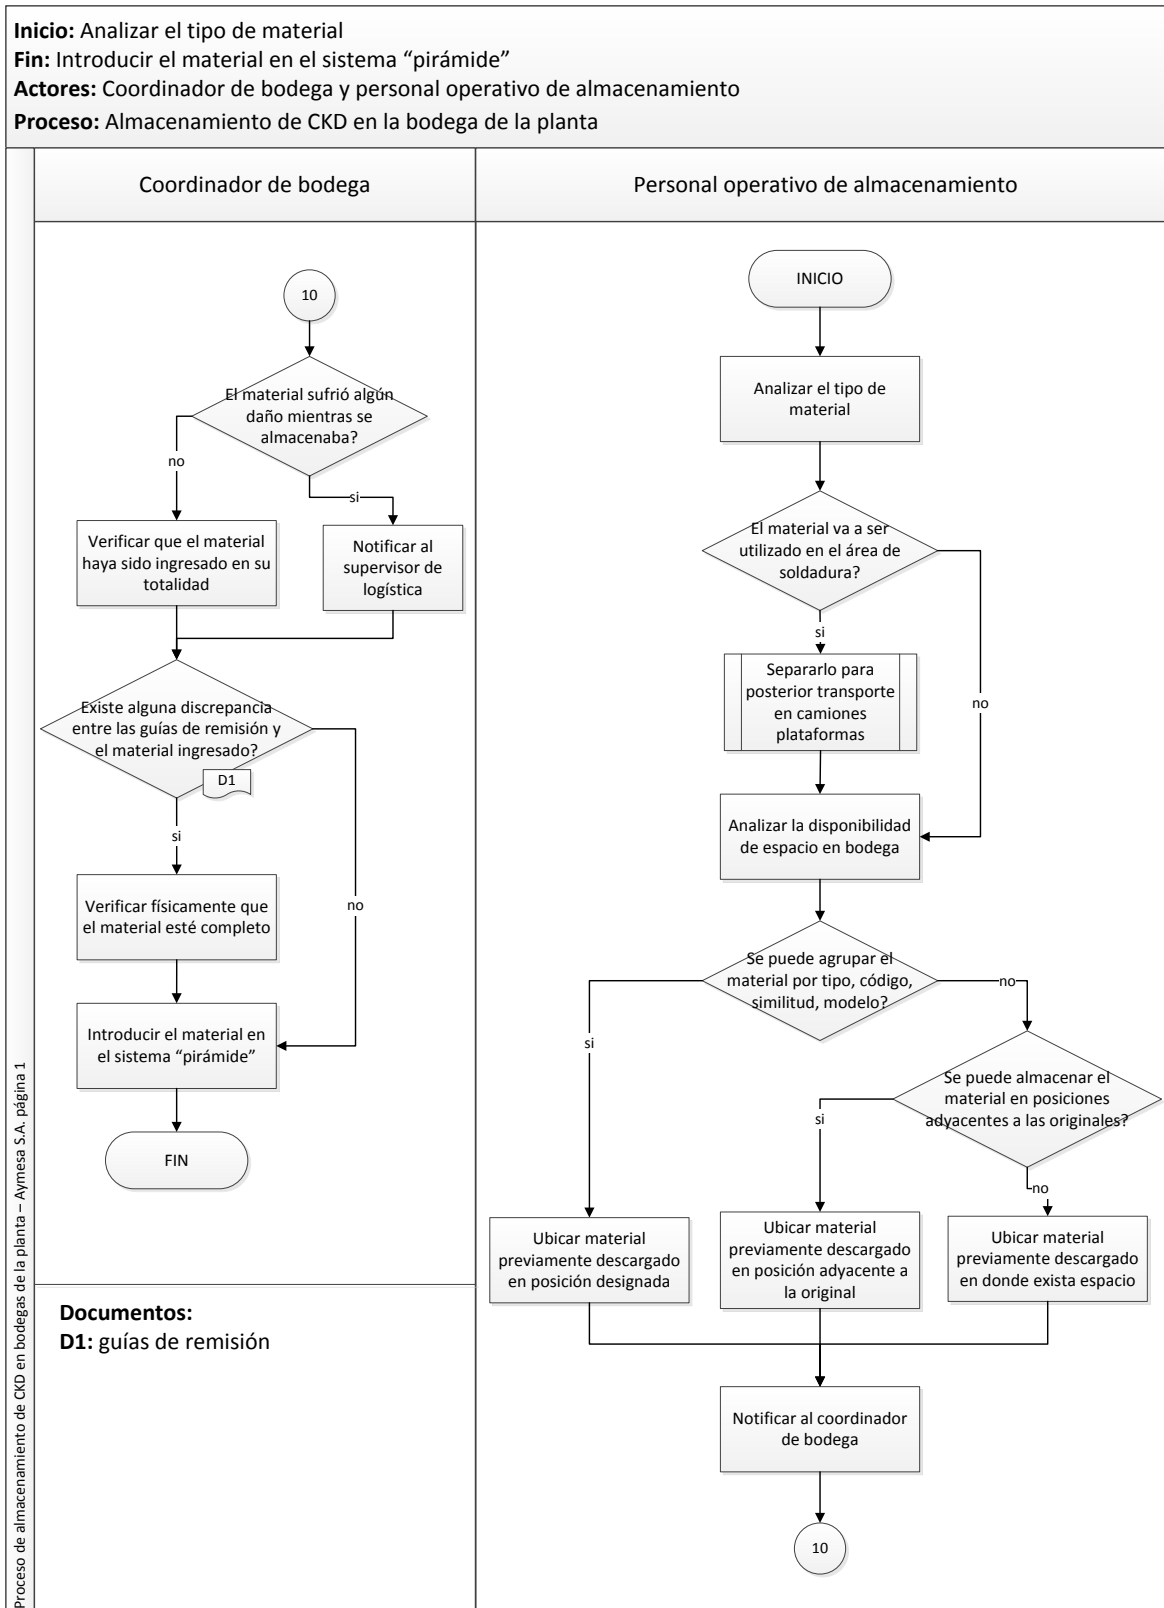 Inicio: Analizar el tipo de material
Fin: Introducir el material en el sistema “pirámide”
Actores: Coordinador de bodega y personal operativo de almacenamiento
Proceso: Almacenamiento de CKD en la bodega de la planta
Proceso de almacenamiento de CKD en bodegas de la planta – Aymesa S.A. página 1
Coordinador de bodega
10
El material sufrió algún
daño mientras se
almacenaba?
no
si
Verificar que el material
haya sido ingresado en su
totalidad
Notificar al
supervisor de
logística
Existe alguna discrepancia
entre las guías de remisión y
el material ingresado?
D1
si
no
Verificar físicamente que
el material esté completo
Introducir el material en
el sistema “pirámide”
FIN
Documentos:
D1: guías de remisión
Personal operativo de almacenamiento
INICIO
Analizar el tipo de
material
El material va a ser
utilizado en el área de
soldadura?
si
no
Separarlo para
posterior transporte
en camiones
plataformas
Analizar la disponibilidad
de espacio en bodega
Se puede agrupar el
material por tipo, código,
similitud, modelo?
no
si
Se puede almacenar el
material en posiciones
adyacentes a las originales?
si
no
Ubicar material
previamente descargado
en posición designada
Ubicar material
previamente descargado
en posición adyacente a
la original
Ubicar material
previamente descargado
en donde exista espacio
Notificar al coordinador
de bodega
10